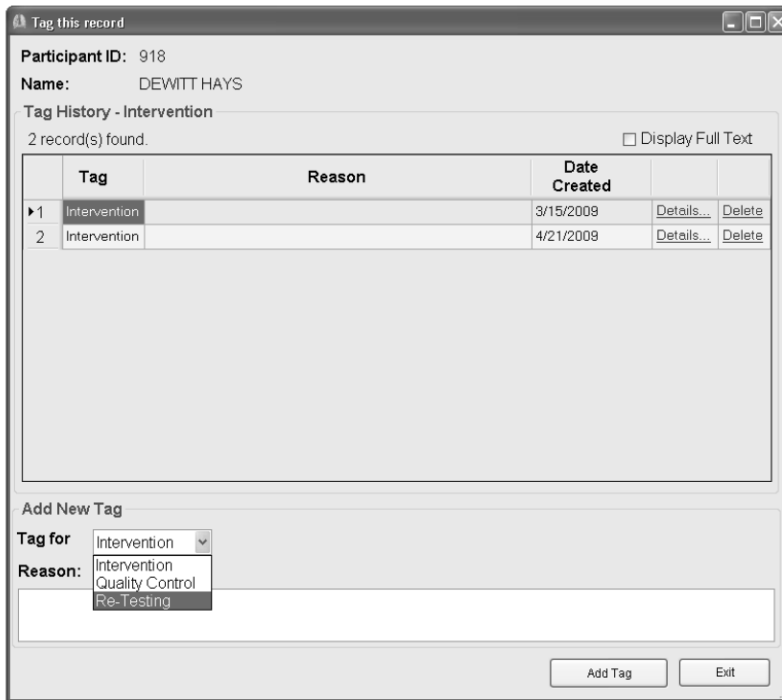 Tag this record
Participant ID: 918
Name: DEWITT HAYS
Tag History - Intervention
2 record(s) found. Display Full Text
Tag Reason Date Created
1 Intervention 3/15/2009 Details... Delete
2 Intervention 4/21/2009 Details... Delete
Add New Tag
Tag for Intervention
Intervention
Reason: Quality Control
Re-Testing
Add Tag Exit